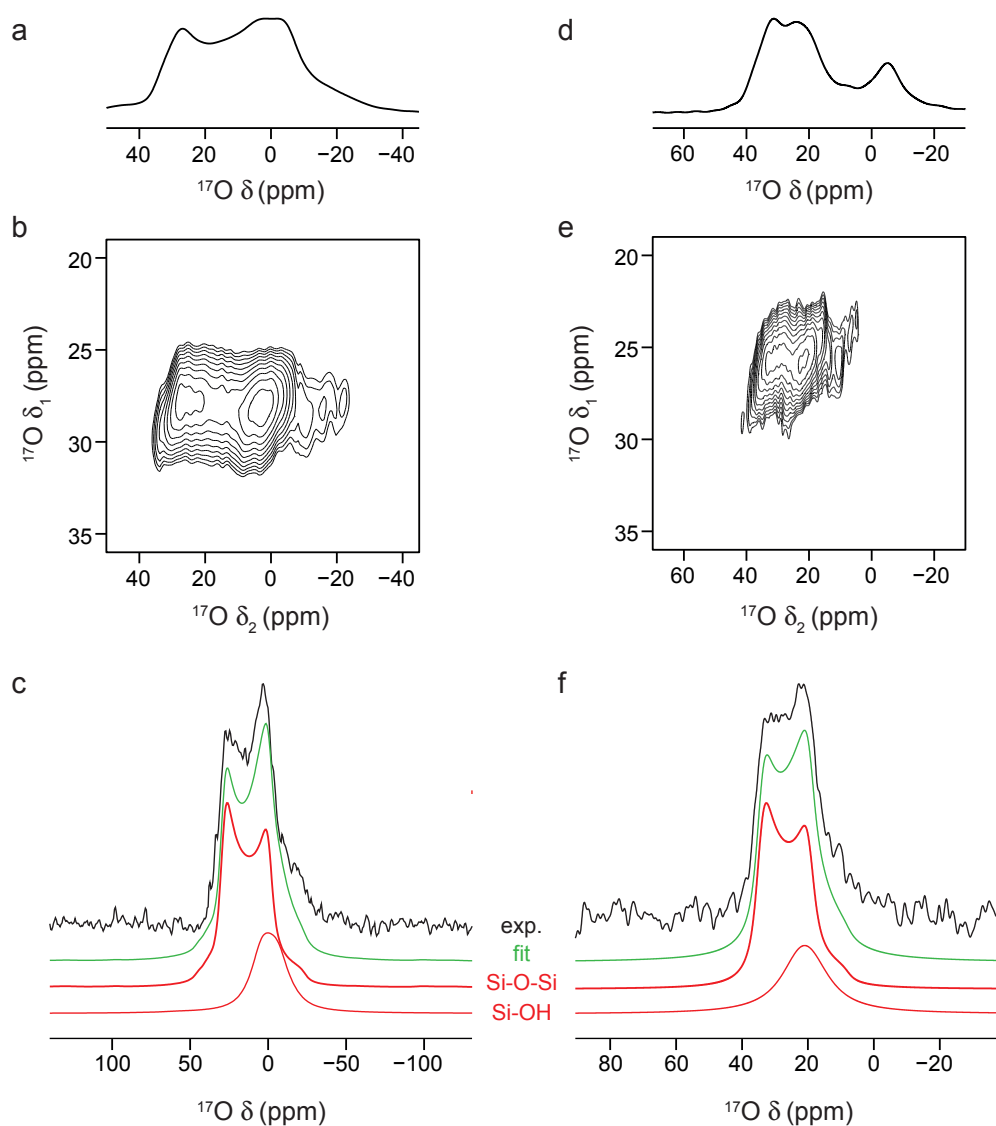 a
40 20 0 −20 −40
¹⁷O δ (ppm)
b
20
25
30
35
¹⁷O δ₁ (ppm)
40 20 0 −20 −40
¹⁷O δ₂ (ppm)
c
100 50 0 −50 −100
¹⁷O δ (ppm)
exp.
fit
Si-O-Si
Si-OH
d
60 40 20 0 −20
¹⁷O δ (ppm)
e
20
25
30
35
¹⁷O δ₁ (ppm)
60 40 20 0 −20
¹⁷O δ₂ (ppm)
f
80 60 40 20 0 −20
¹⁷O δ (ppm)